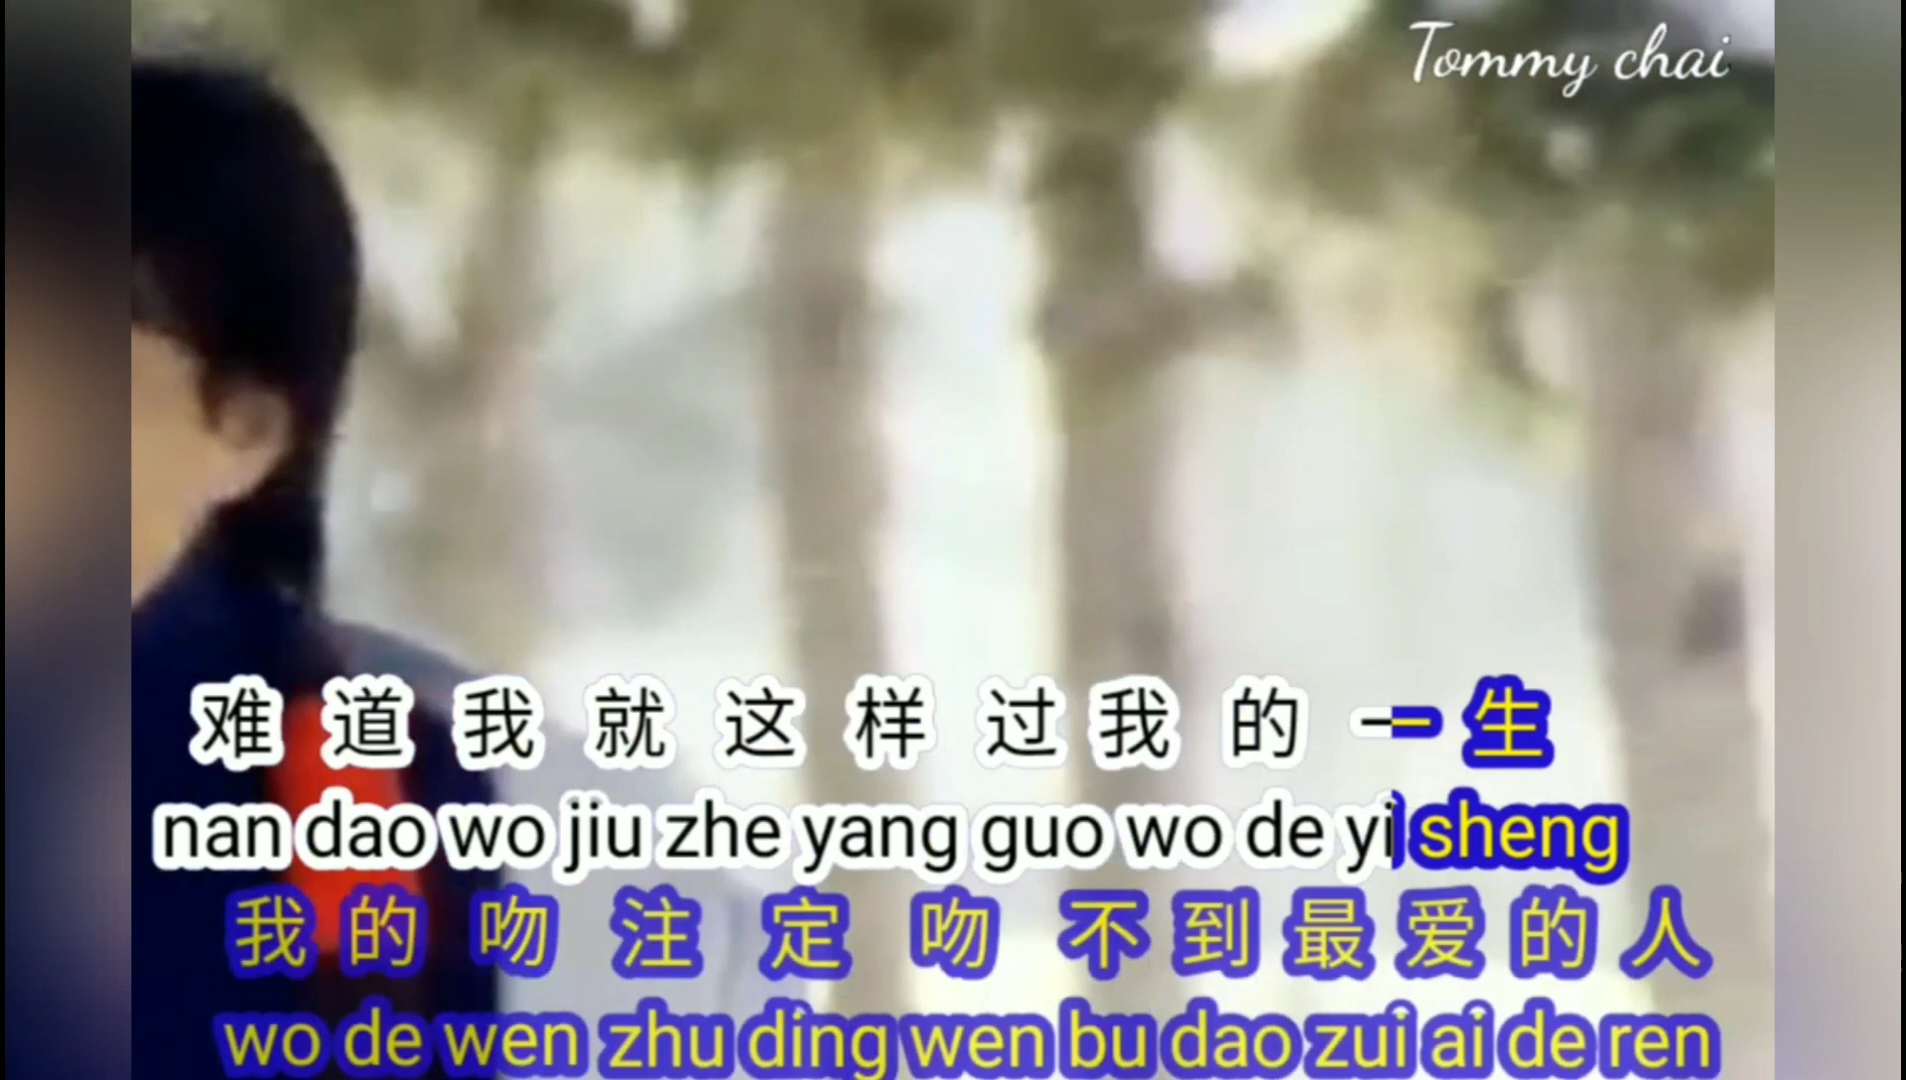 Tommy chai
难道我就这样过我的一生
nan dao wo jiu zhe yang guo wo de yi sheng
我的吻注定吻不到最爱的人
wo de wen zhu ding wen bu dao zui ai de ren